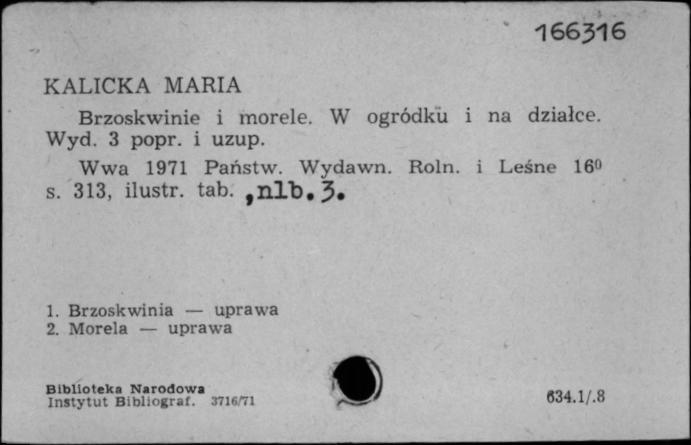 166316
KALICKA MARIA
Brzoskwinie i morele. W ogródku i na działce.
Wyd. 3 popr. i uzup.
Wwa 1971 Państw. Wydawn. Roln. i Leśne 16⁰
s. 313, ilustr. tab. , nlb. 3.
1. Brzoskwinia — uprawa
2. Morela — uprawa
Biblioteka Narodowa
Instytut Bibliograf. 3716/71
634.1/.8